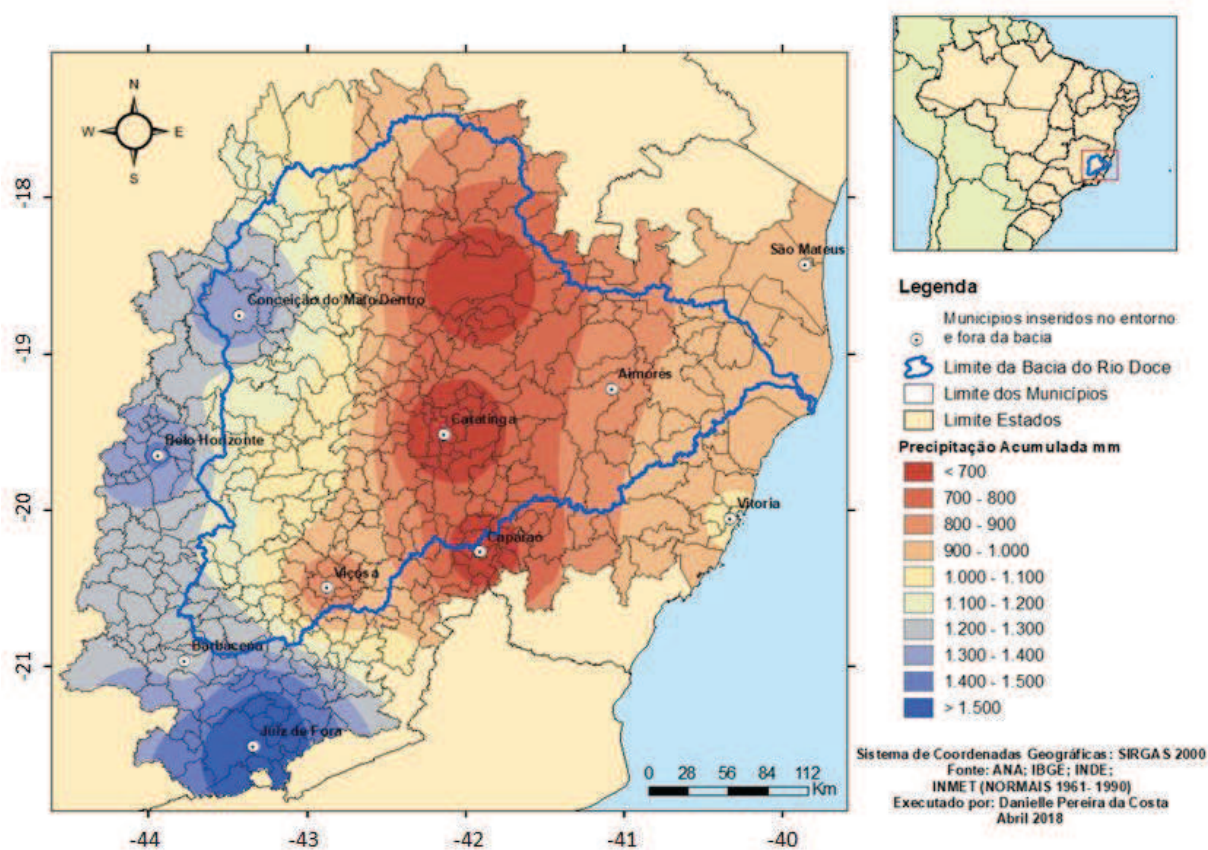 N
W
E
S
-18
-19
-20
-21
-44
-43
-42
-41
-40
São Mateus
Conceição do Mato Dentro
Aimores
Caratinga
Belo Horizonte
Vitoria
Caparao
Viçosa
Barbacena
Juiz de Fora
0 28 56 84 112
Km
Legenda
Municipios inseridos no entorno
e fora da bacia
Limite da Bacia do Rio Doce
Limite dos Municípios
Limite Estados
Precipitação Acumulada mm
< 700
700 - 800
800 - 900
900 - 1.000
1.000 - 1.100
1.100 - 1.200
1.200 - 1.300
1.300 - 1.400
1.400 - 1.500
> 1.500
Sistema de Coordenadas Geográficas: SIRGAS 2000
Fonte: ANA; IBGE; INDE;
INMET (NORMAIS 1961- 1990)
Executado por: Danielle Pereira da Costa
Abril 2018